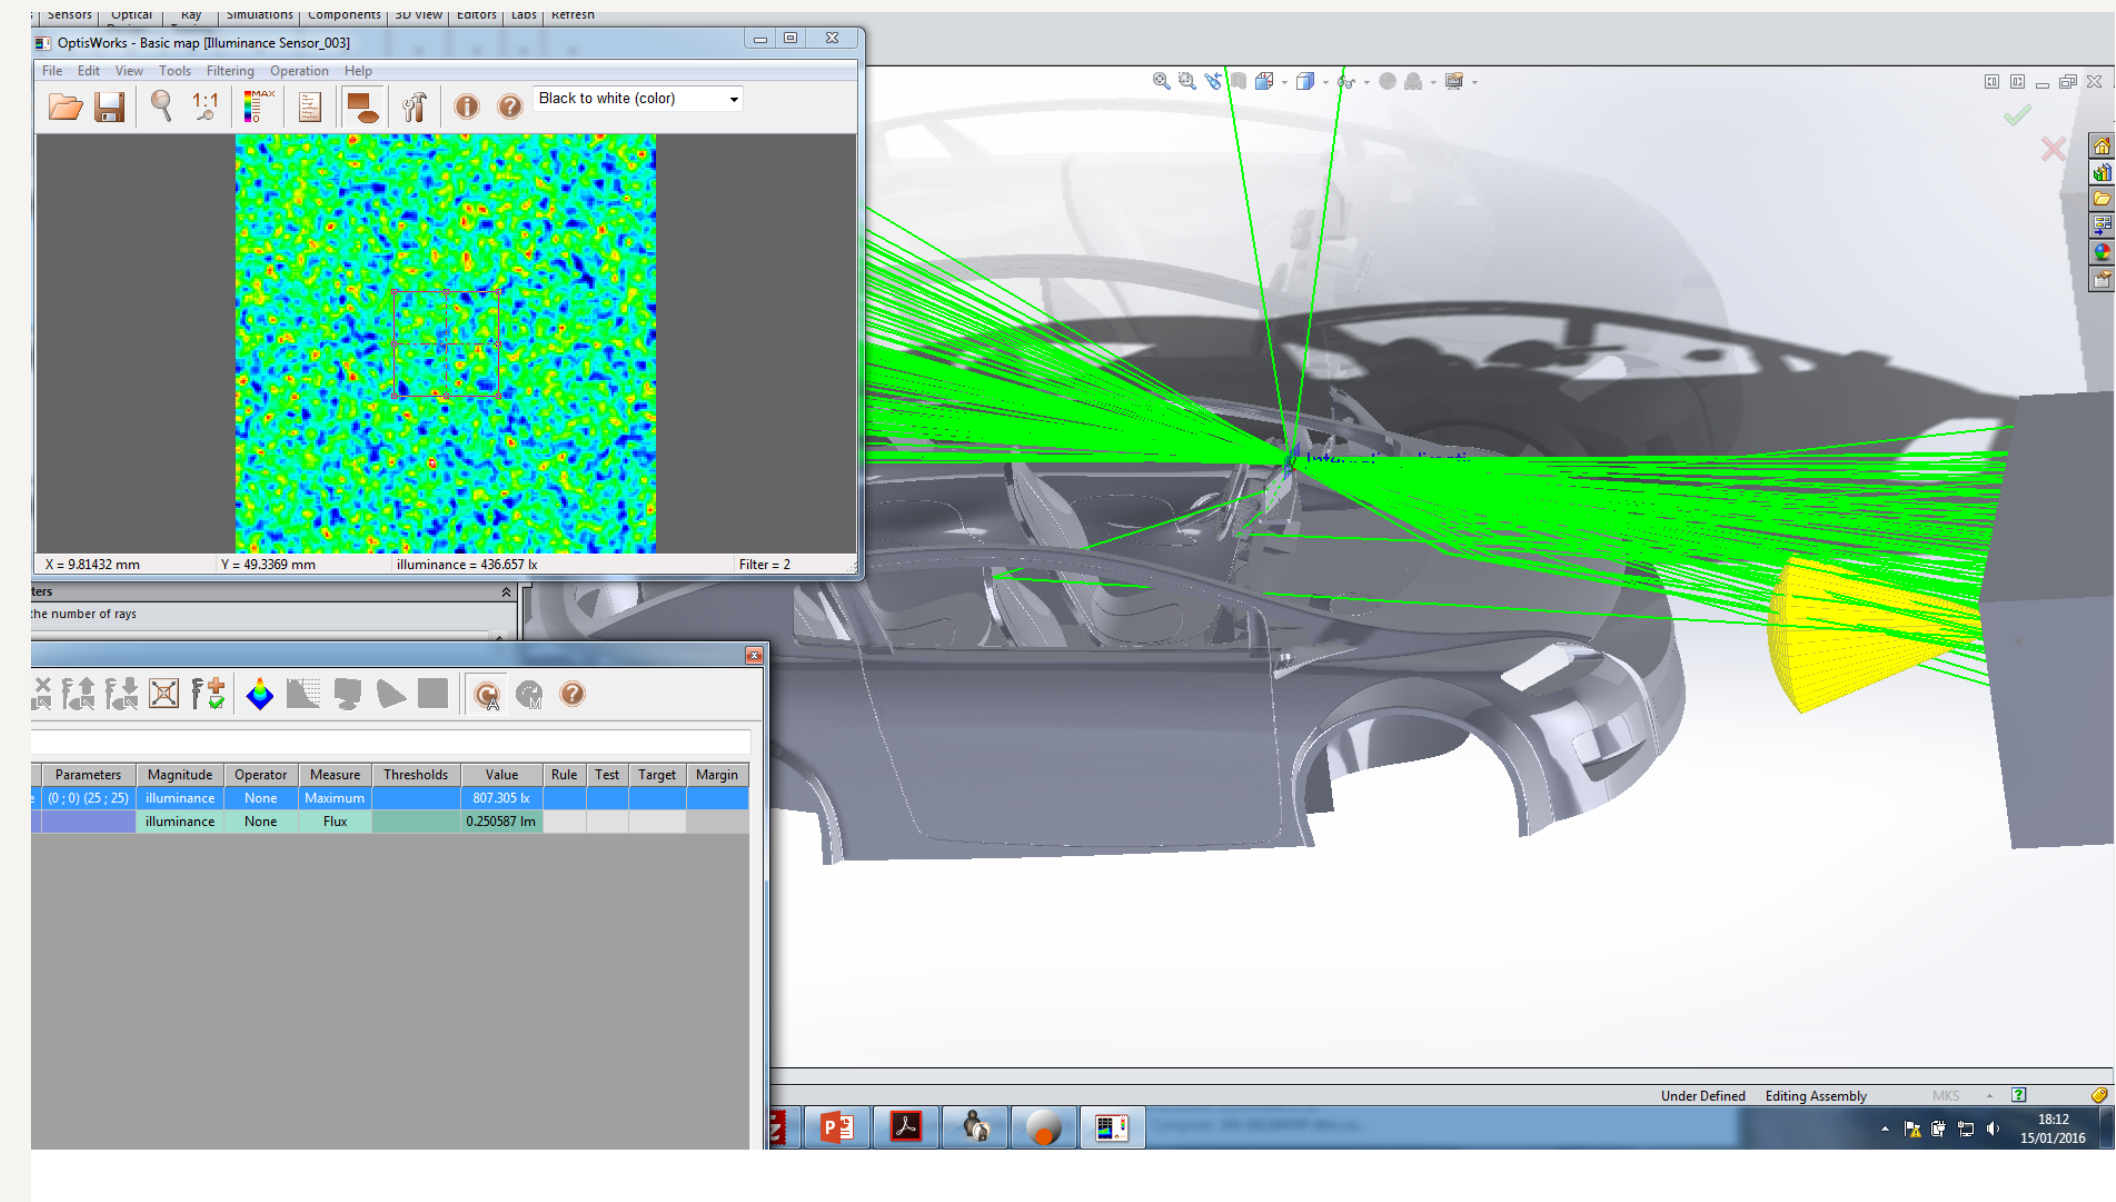 Sensors Optical Ray Simulations Components 3D View Editors Labs Refresh
OptisWorks - Basic map [Illuminance Sensor_003]
File Edit View Tools Filtering Operation Help
1:1 MAX 0 Black to white (color)
X = 9.81432 mm Y = 49.3369 mm illuminance = 436.657 lx Filter = 2
the number of rays
Parameters Magnitude Operator Measure Thresholds Value Rule Test Target Margin
(0 ; 0) (25 ; 25) illuminance None Maximum 807.305 lx
illuminance None Flux 0.250587 lm
Under Defined Editing Assembly MKS
18:12
15/01/2016